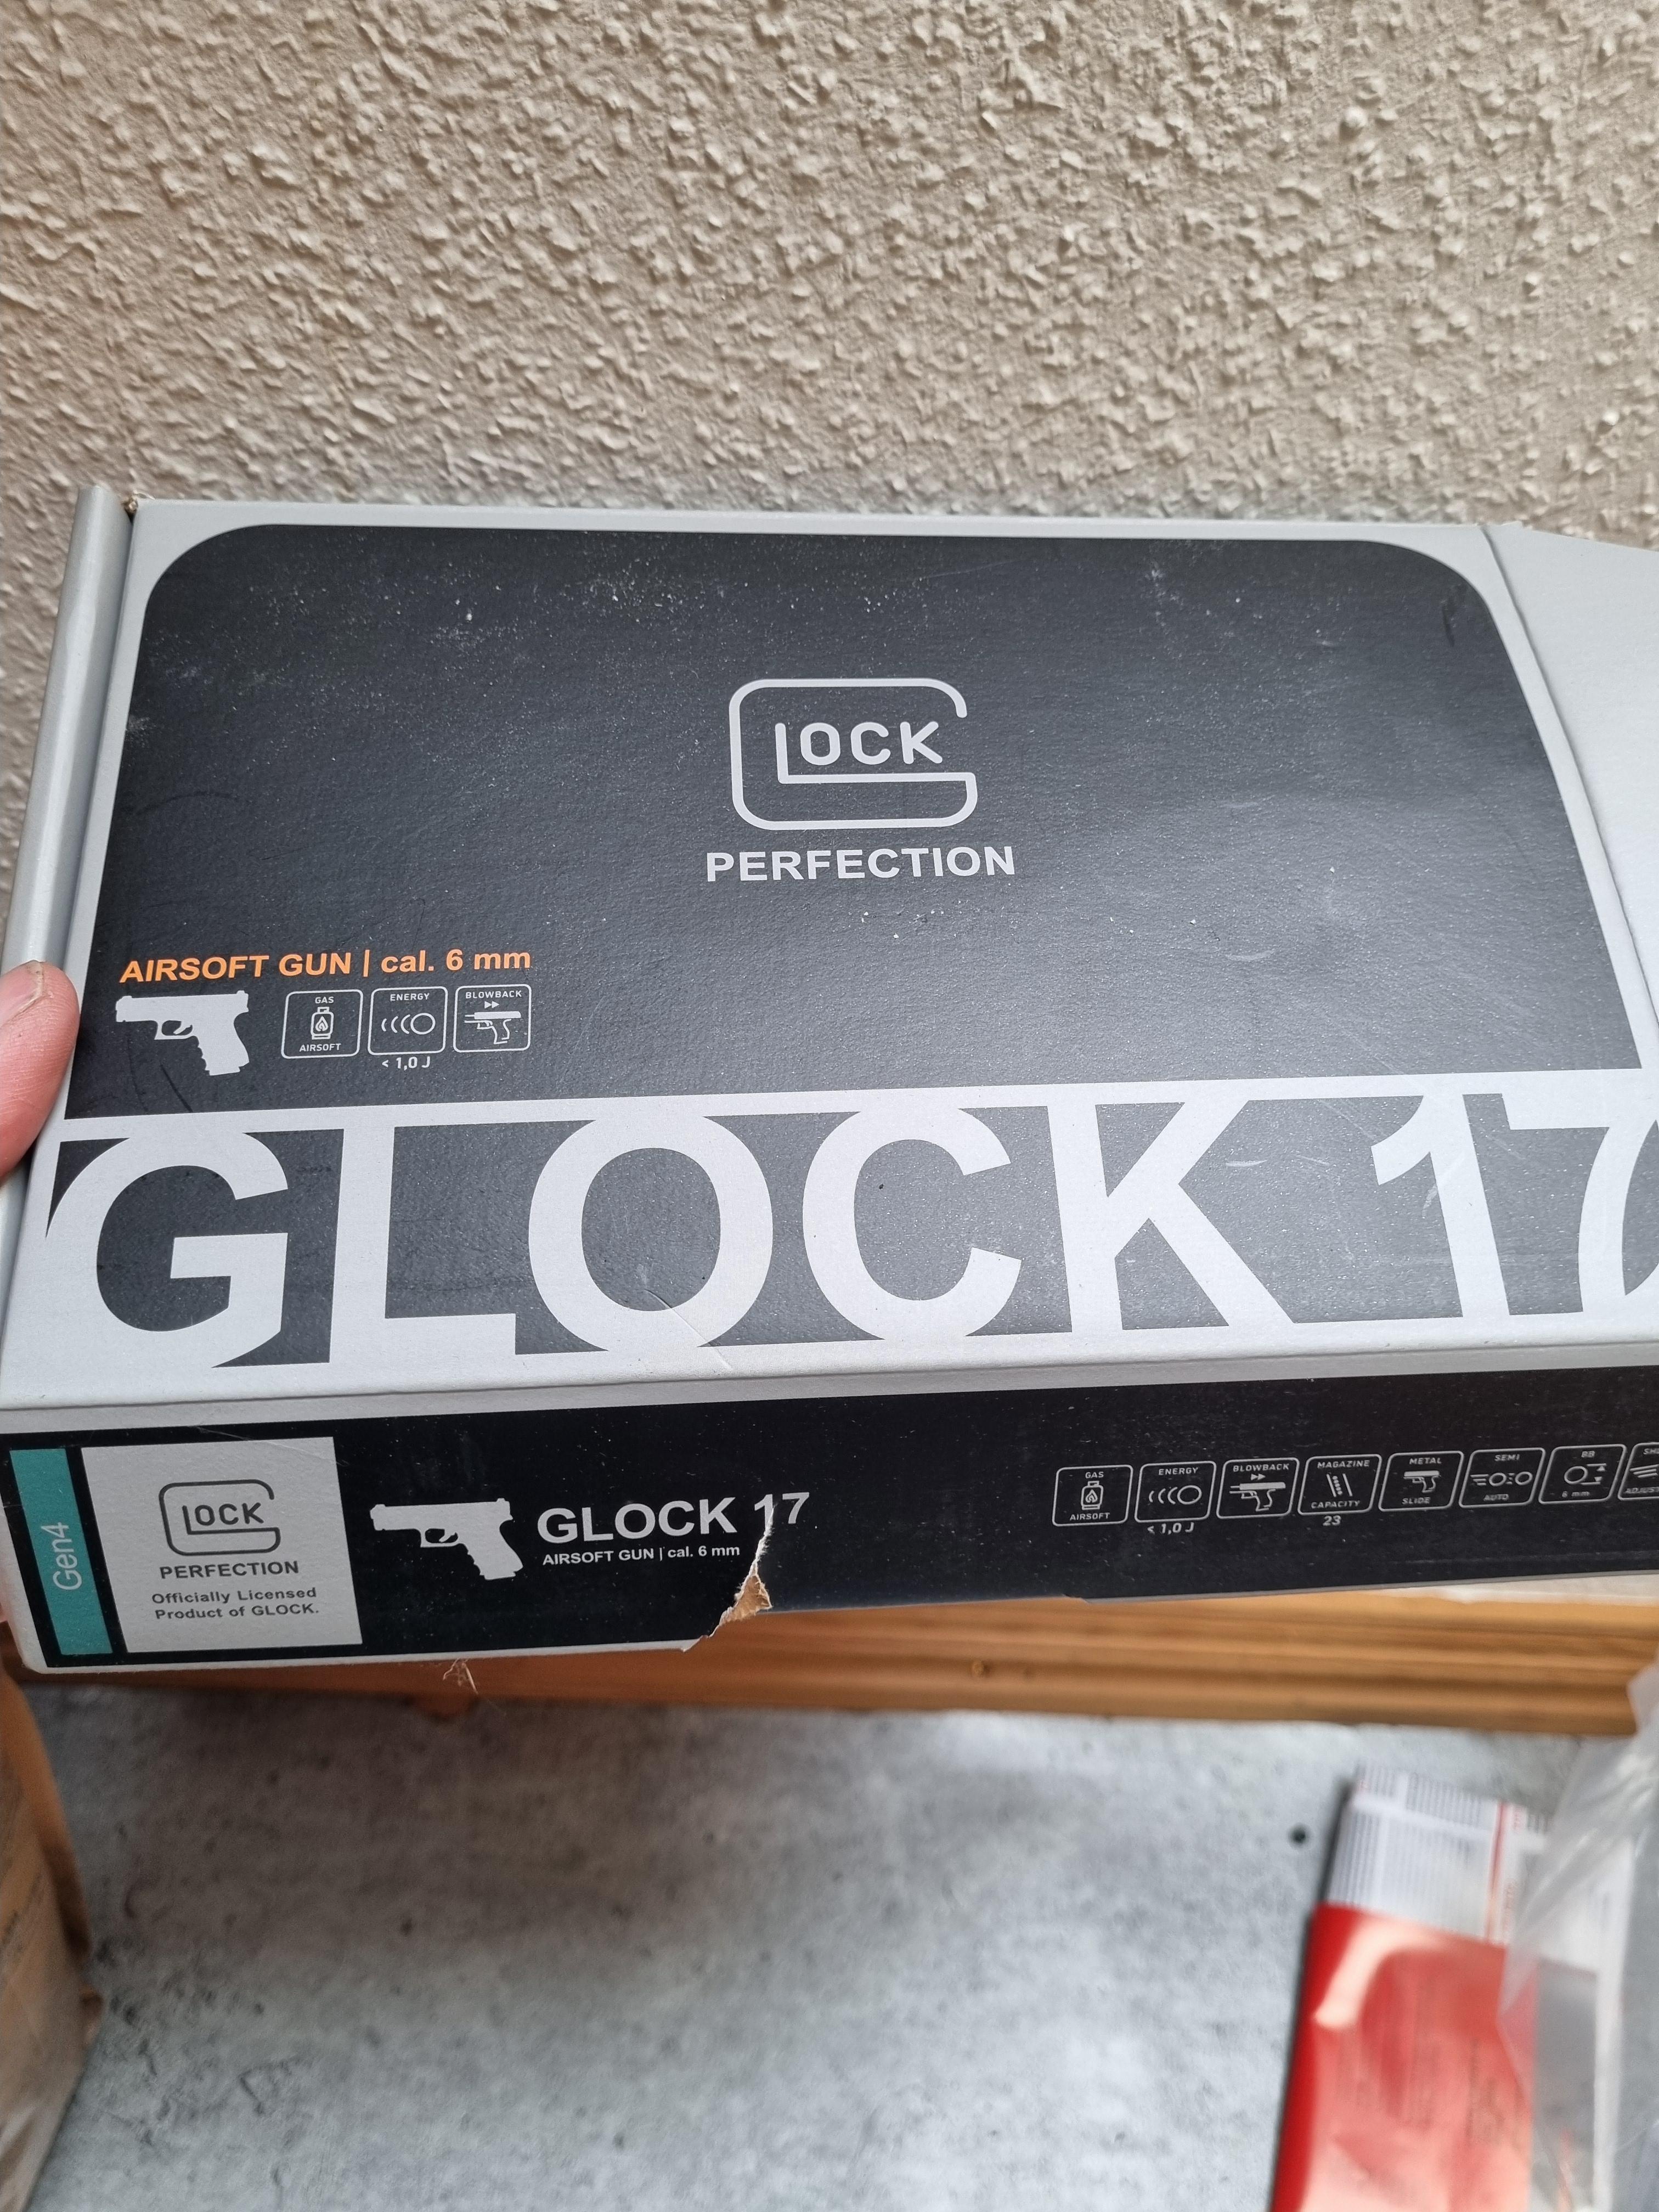 GLOCK
PERFECTION
AIRSOFT GUN | cal. 6 mm
GAS
AIRSOFT
ENERGY
< 1,0 J
BLOWBACK
GLOCK 17
Gen4
GLOCK
PERFECTION
Officially Licensed
Product of GLOCK.
GLOCK 17
AIRSOFT GUN | cal. 6 mm
GAS
AIRSOFT
ENERGY
< 1,0 J
BLOWBACK
MAGAZINE
CAPACITY
23
METAL
SLIDE
SEMI
AUTO
BB
6 mm